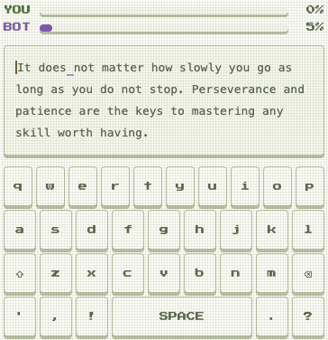 YOU 0%
BOT 5%
It does not matter how slowly you go as
long as you do not stop. Perseverance and
patience are the keys to mastering any
skill worth having.
q w e r t y u i o p
a s d f g h j k l
z x c v b n m
' , ! SPACE . ?